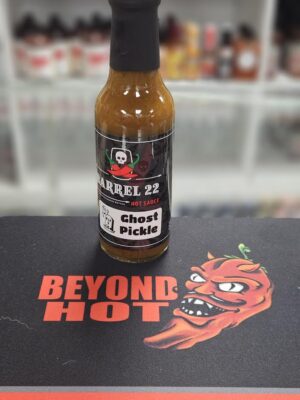 ARREL 22
HOT SAUCE
Ghost
Pickle
BEYOND
HOT